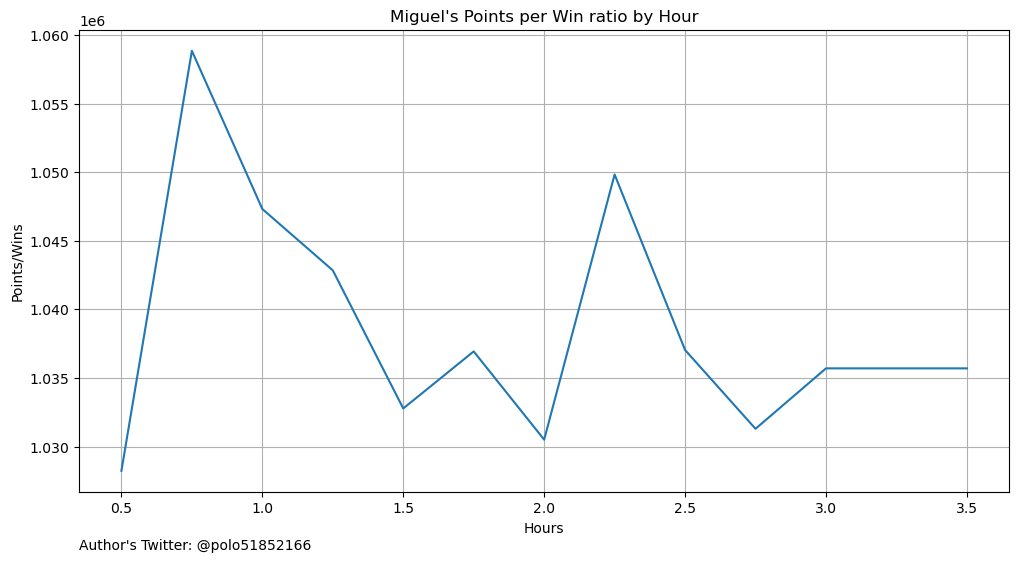 Miguel's Points per Win ratio by Hour
1e6
1.060
1.055
1.050
1.045
1.040
1.035
1.030
Points/Wins
0.5 1.0 1.5 2.0 2.5 3.0 3.5
Hours
Author's Twitter: @polo51852166